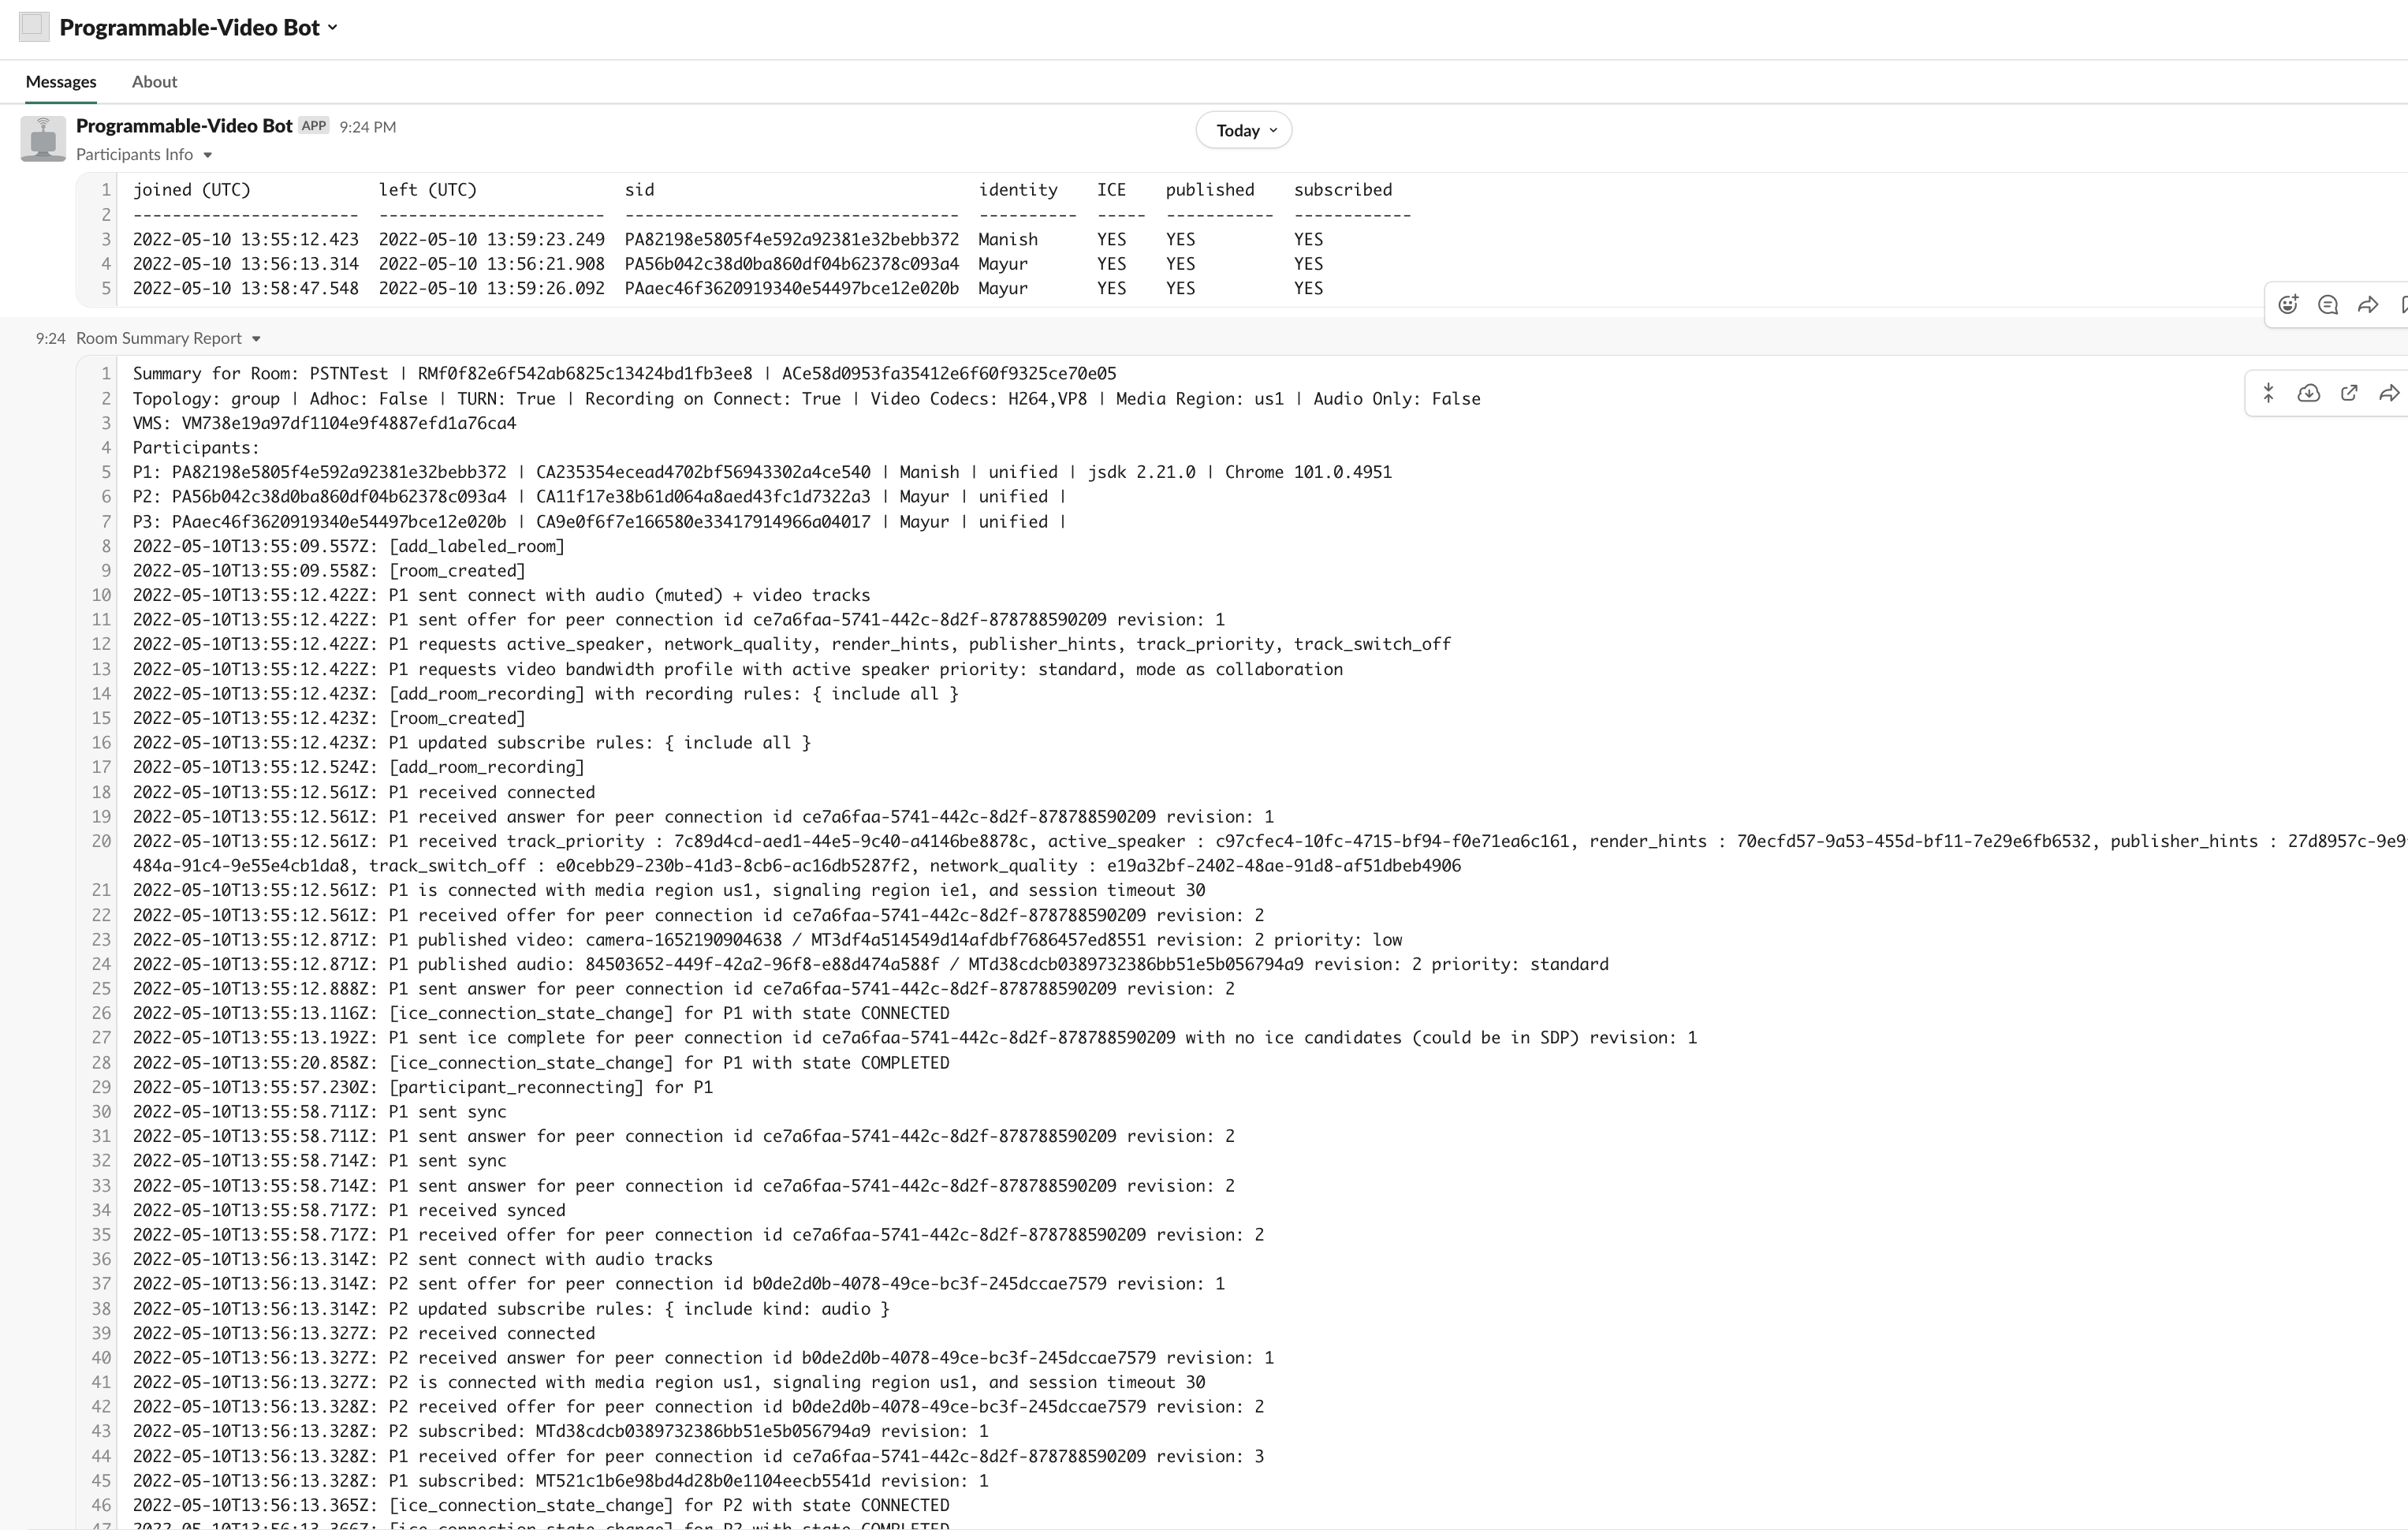 Programmable-Video Bot
Messages About
Programmable-Video Bot APP 9:24 PM
Today
Participants Info
1 joined (UTC) left (UTC) sid identity ICE published subscribed
2 ----------------------- ----------------------- ---------------------------------- ---------- ----- ----------- ------------
3 2022-05-10 13:55:12.423 2022-05-10 13:59:23.249 PA82198e5805f4e592a92381e32bebb372 Manish YES YES YES
4 2022-05-10 13:56:13.314 2022-05-10 13:56:21.908 PA56b042c38d0ba860df04b62378c093a4 Mayur YES YES YES
5 2022-05-10 13:58:47.548 2022-05-10 13:59:26.092 PAaec46f3620919340e54497bce12e020b Mayur YES YES YES
9:24 Room Summary Report
1 Summary for Room: PSTNTest | RMf0f82e6f542ab6825c13424bd1fb3ee8 | ACe58d0953fa35412e6f60f9325ce70e05
2 Topology: group | Adhoc: False | TURN: True | Recording on Connect: True | Video Codecs: H264,VP8 | Media Region: us1 | Audio Only: False
3 VMS: VM738e19a97df1104e9f4887efd1a76ca4
4 Participants:
5 P1: PA82198e5805f4e592a92381e32bebb372 | CA235354ecead4702bf56943302a4ce540 | Manish | unified | jsdk 2.21.0 | Chrome 101.0.4951
6 P2: PA56b042c38d0ba860df04b62378c093a4 | CA11f17e38b61d064a8aed43fc1d7322a3 | Mayur | unified |
7 P3: PAaec46f3620919340e54497bce12e020b | CA9e0f6f7e166580e33417914966a04017 | Mayur | unified |
8 2022-05-10T13:55:09.557Z: [add_labeled_room]
9 2022-05-10T13:55:09.558Z: [room_created]
10 2022-05-10T13:55:12.422Z: P1 sent connect with audio (muted) + video tracks
11 2022-05-10T13:55:12.422Z: P1 sent offer for peer connection id ce7a6faa-5741-442c-8d2f-878788590209 revision: 1
12 2022-05-10T13:55:12.422Z: P1 requests active_speaker, network_quality, render_hints, publisher_hints, track_priority, track_switch_off
13 2022-05-10T13:55:12.422Z: P1 requests video bandwidth profile with active speaker priority: standard, mode as collaboration
14 2022-05-10T13:55:12.423Z: [add_room_recording] with recording rules: { include all }
15 2022-05-10T13:55:12.423Z: [room_created]
16 2022-05-10T13:55:12.423Z: P1 updated subscribe rules: { include all }
17 2022-05-10T13:55:12.524Z: [add_room_recording]
18 2022-05-10T13:55:12.561Z: P1 received connected
19 2022-05-10T13:55:12.561Z: P1 received answer for peer connection id ce7a6faa-5741-442c-8d2f-878788590209 revision: 1
20 2022-05-10T13:55:12.561Z: P1 received track_priority : 7c89d4cd-aed1-44e5-9c40-a4146be8878c, active_speaker : c97cfec4-10fc-4715-bf94-f0e71ea6c161, render_hints : 70ecfd57-9a53-455d-bf11-7e29e6fb6532, publisher_hints : 27d8957c-9e9
484a-91c4-9e55e4cb1da8, track_switch_off : e0cebb29-230b-41d3-8cb6-ac16db5287f2, network_quality : e19a32bf-2402-48ae-91d8-af51dbeb4906
21 2022-05-10T13:55:12.561Z: P1 is connected with media region us1, signaling region ie1, and session timeout 30
22 2022-05-10T13:55:12.561Z: P1 received offer for peer connection id ce7a6faa-5741-442c-8d2f-878788590209 revision: 2
23 2022-05-10T13:55:12.871Z: P1 published video: camera-1652190904638 / MT3df4a514549d14afdbf7686457ed8551 revision: 2 priority: low
24 2022-05-10T13:55:12.871Z: P1 published audio: 84503652-449f-42a2-96f8-e88d474a588f / MTd38cdcb0389732386bb51e5b056794a9 revision: 2 priority: standard
25 2022-05-10T13:55:12.888Z: P1 sent answer for peer connection id ce7a6faa-5741-442c-8d2f-878788590209 revision: 2
26 2022-05-10T13:55:13.116Z: [ice_connection_state_change] for P1 with state CONNECTED
27 2022-05-10T13:55:13.192Z: P1 sent ice complete for peer connection id ce7a6faa-5741-442c-8d2f-878788590209 with no ice candidates (could be in SDP) revision: 1
28 2022-05-10T13:55:20.858Z: [ice_connection_state_change] for P1 with state COMPLETED
29 2022-05-10T13:55:57.230Z: [participant_reconnecting] for P1
30 2022-05-10T13:55:58.711Z: P1 sent sync
31 2022-05-10T13:55:58.711Z: P1 sent answer for peer connection id ce7a6faa-5741-442c-8d2f-878788590209 revision: 2
32 2022-05-10T13:55:58.714Z: P1 sent sync
33 2022-05-10T13:55:58.714Z: P1 sent answer for peer connection id ce7a6faa-5741-442c-8d2f-878788590209 revision: 2
34 2022-05-10T13:55:58.717Z: P1 received synced
35 2022-05-10T13:55:58.717Z: P1 received offer for peer connection id ce7a6faa-5741-442c-8d2f-878788590209 revision: 2
36 2022-05-10T13:56:13.314Z: P2 sent connect with audio tracks
37 2022-05-10T13:56:13.314Z: P2 sent offer for peer connection id b0de2d0b-4078-49ce-bc3f-245dccae7579 revision: 1
38 2022-05-10T13:56:13.314Z: P2 updated subscribe rules: { include kind: audio }
39 2022-05-10T13:56:13.327Z: P2 received connected
40 2022-05-10T13:56:13.327Z: P2 received answer for peer connection id b0de2d0b-4078-49ce-bc3f-245dccae7579 revision: 1
41 2022-05-10T13:56:13.327Z: P2 is connected with media region us1, signaling region us1, and session timeout 30
42 2022-05-10T13:56:13.328Z: P2 received offer for peer connection id b0de2d0b-4078-49ce-bc3f-245dccae7579 revision: 2
43 2022-05-10T13:56:13.328Z: P2 subscribed: MTd38cdcb0389732386bb51e5b056794a9 revision: 1
44 2022-05-10T13:56:13.328Z: P1 received offer for peer connection id ce7a6faa-5741-442c-8d2f-878788590209 revision: 3
45 2022-05-10T13:56:13.328Z: P1 subscribed: MT521c1b6e98bd4d28b0e1104eecb5541d revision: 1
46 2022-05-10T13:56:13.365Z: [ice_connection_state_change] for P2 with state CONNECTED
47 2022-05-10T13:56:13.366Z: [ice_connection_state_change] for P2 with state COMPLETED